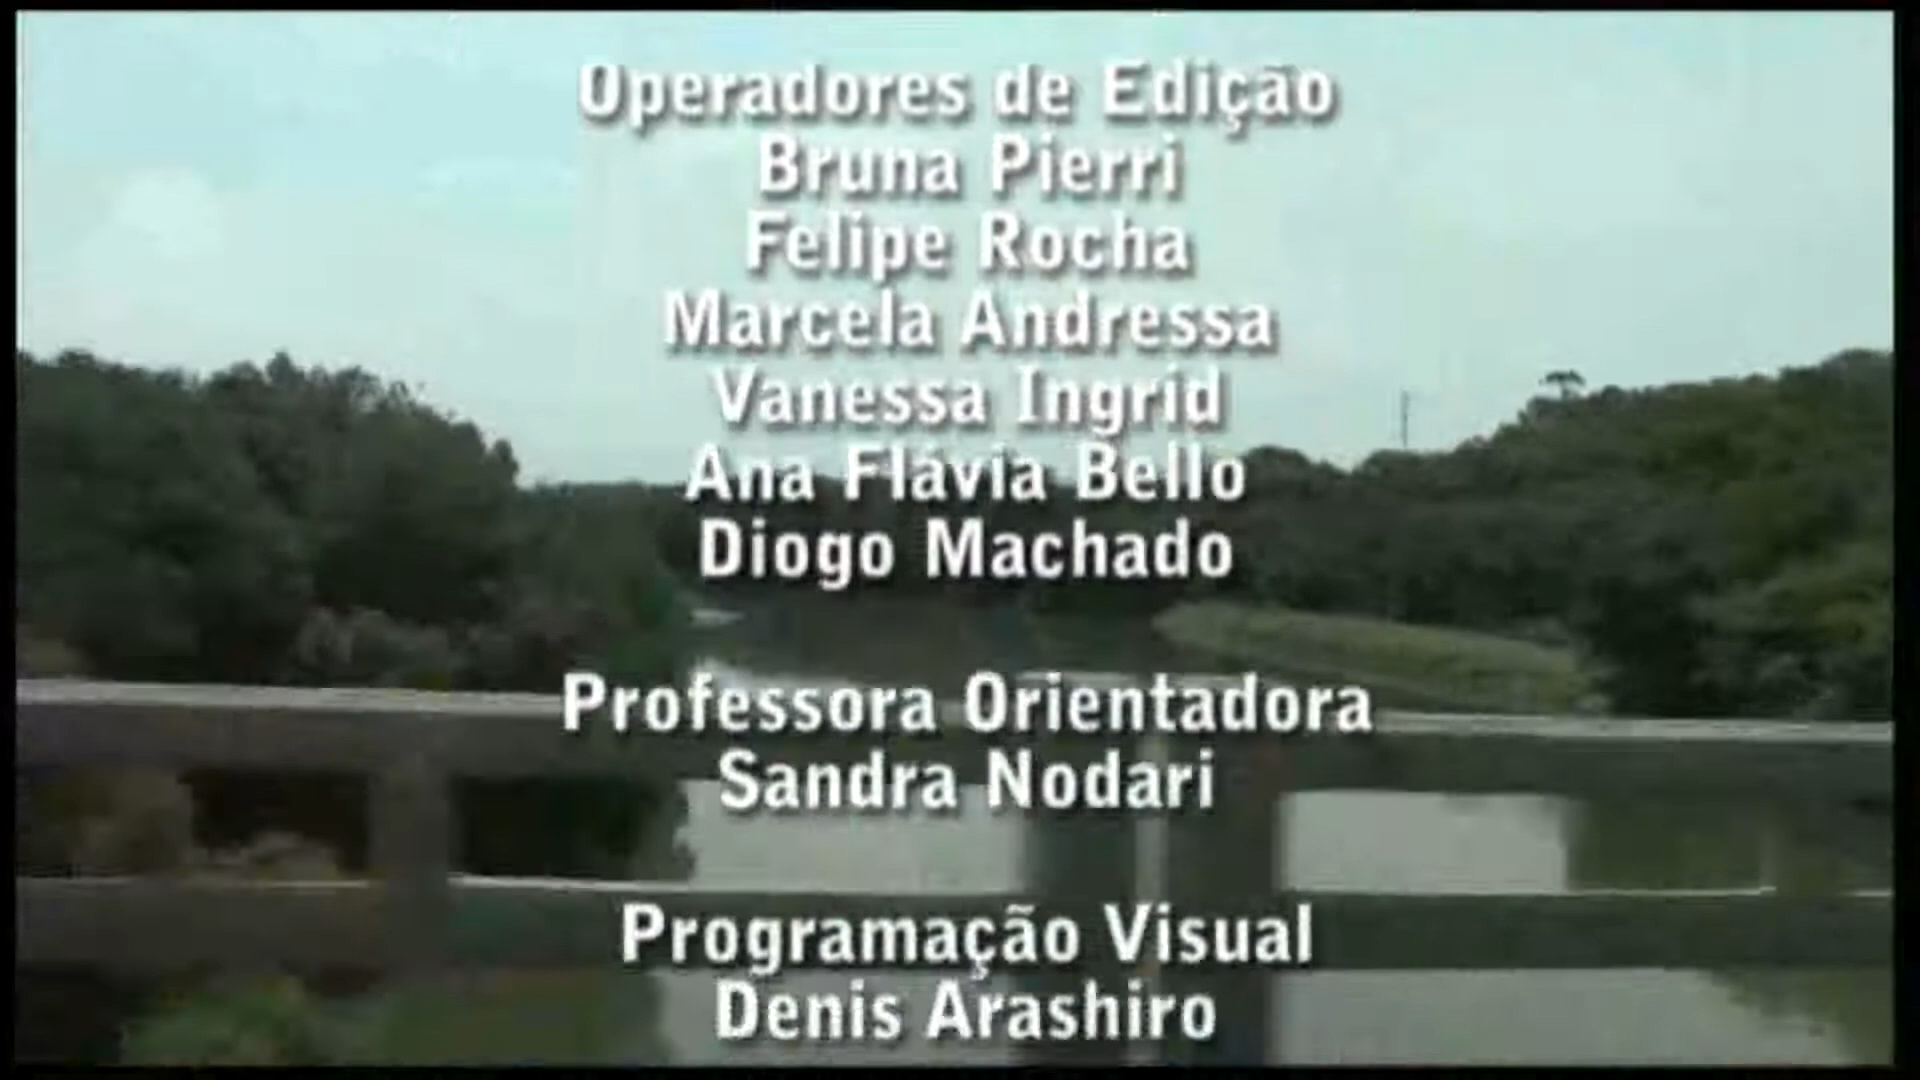 Operadores de Edição
Bruna Pierri
Felipe Rocha
Marcela Andressa
Vanessa Ingrid
Ana Flávia Bello
Diogo Machado
Professora Orientadora
Sandra Nodari
Programação Visual
Denis Arashiro